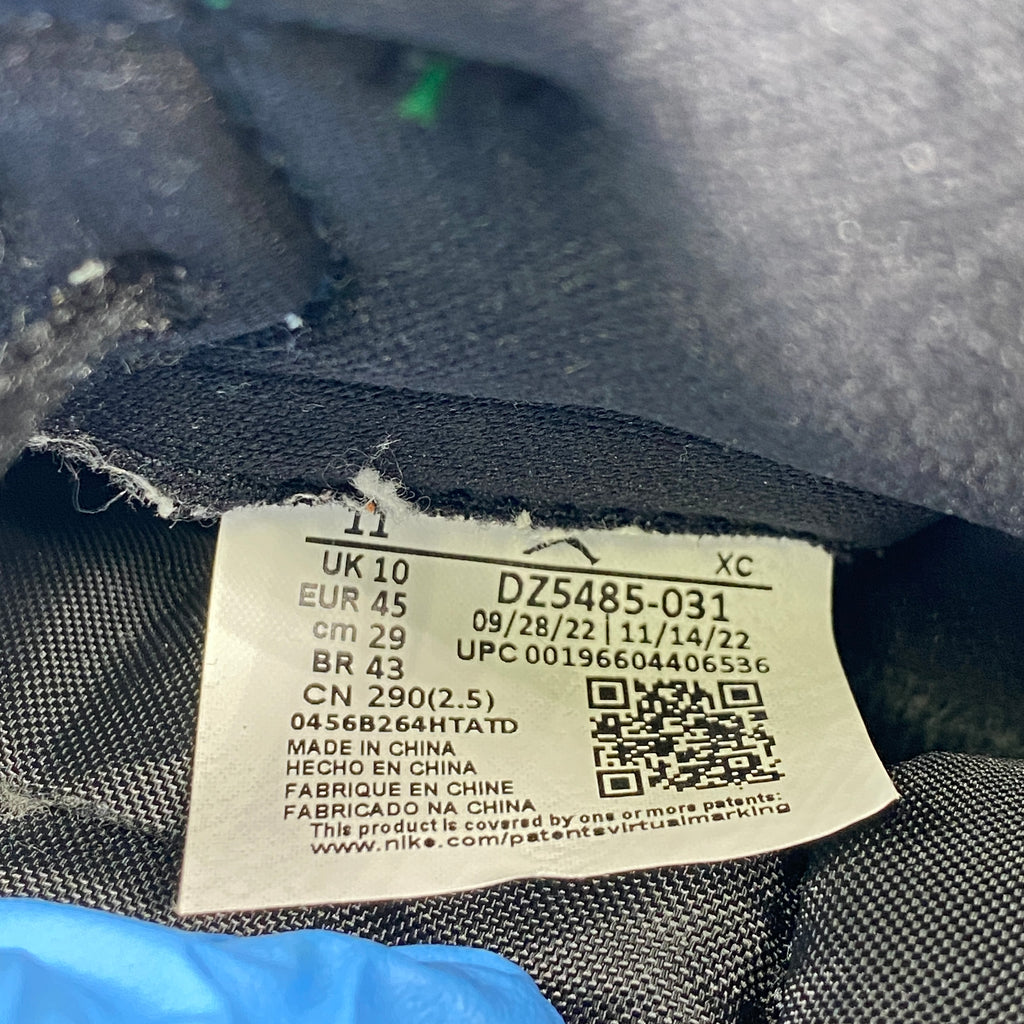 11
XC
UK 10
EUR 45
cm 29
BR 43
CN 290(2.5)
0456B264HTATD
DZ5485-031
09/28/22 | 11/14/22
UPC 00196604406536
MADE IN CHINA
HECHO EN CHINA
FABRIQUE EN CHINE
FABRICADO NA CHINA
This product is covered by one or more patents:
www.nike.com/patentsvirtualmarking